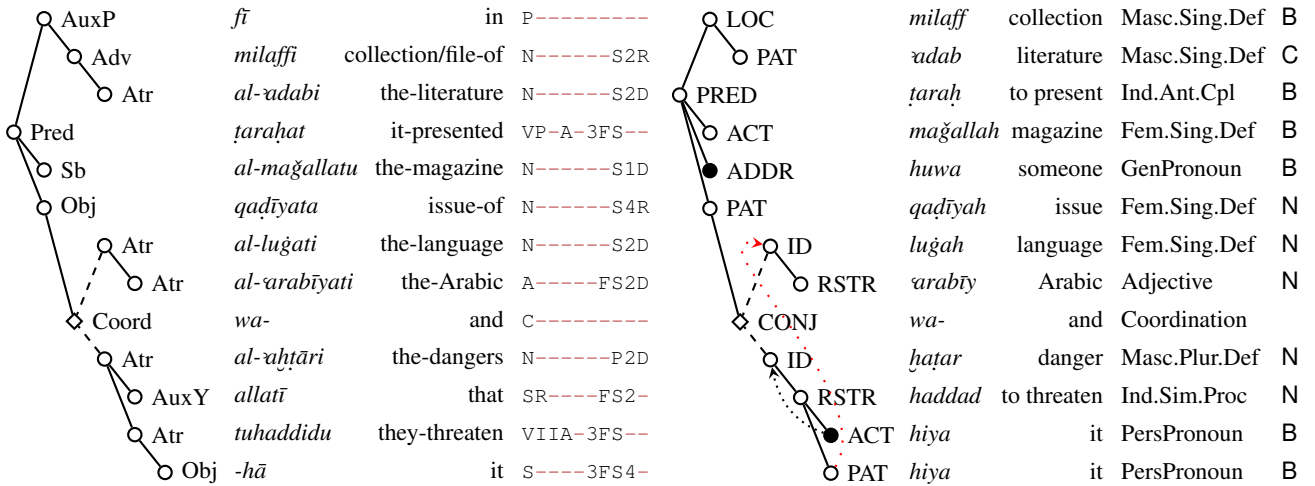 AuxP fī in P--------- LOC milaff collection Masc.Sing.Def B
Adv milaffi collection/file-of N------S2R PAT ʾadab literature Masc.Sing.Def C
Atr al-ʾadabi the-literature N------S2D PRED ṭaraḥ to present Ind.Ant.Cpl B
Pred ṭaraḥat it-presented VP-A-3FS-- ACT maǧallah magazine Fem.Sing.Def B
Sb al-maǧallatu the-magazine N------S1D ADDR huwa someone GenPronoun B
Obj qaḍīyata issue-of N------S4R PAT qaḍīyah issue Fem.Sing.Def N
Atr al-luġati the-language N------S2D ID luġah language Fem.Sing.Def N
Atr al-ʿarabīyati the-Arabic A-----FS2D RSTR ʿarabīy Arabic Adjective N
Coord wa- and C--------- CONJ wa- and Coordination
Atr al-ʾaḫṭāri the-dangers N------P2D ID ḫaṭar danger Masc.Plur.Def N
AuxY allatī that SR----FS2- RSTR haddad to threaten Ind.Sim.Proc N
Atr tuhaddidu they-threaten VIIA-3FS-- ACT hiya it PersPronoun B
Obj -hā it S----3FS4- PAT hiya it PersPronoun B